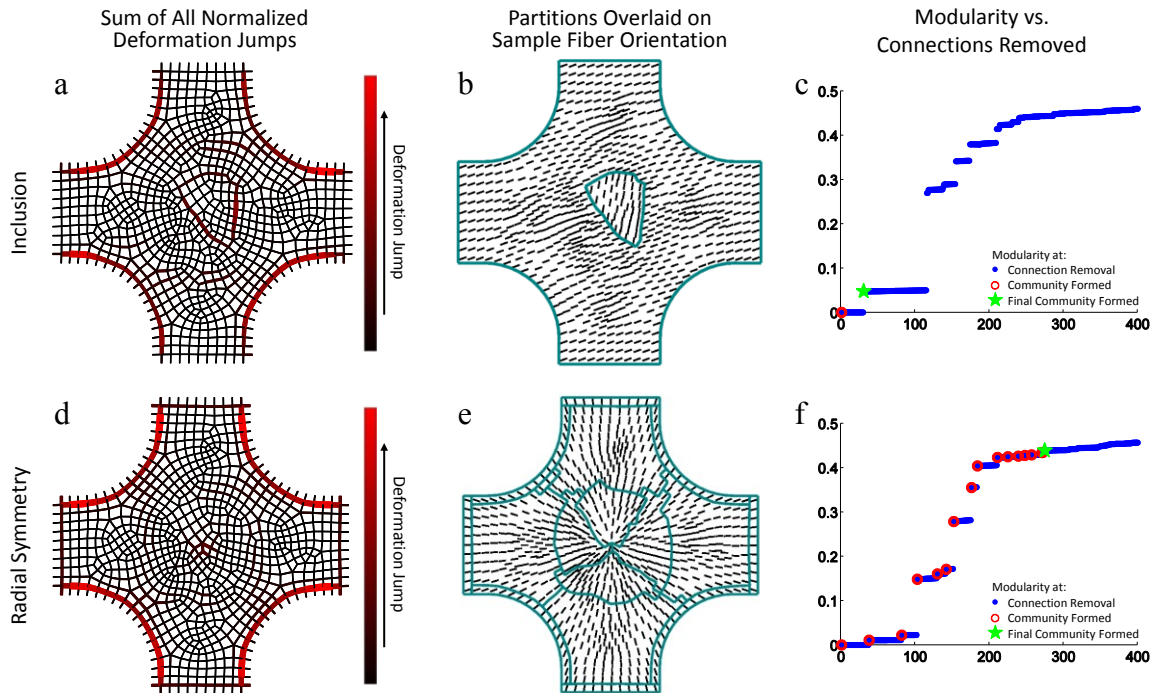 Sum of All Normalized
Deformation Jumps
Partitions Overlaid on
Sample Fiber Orientation
Modularity vs.
Connections Removed
Inclusion
a
Deformation Jump
b
c
0.5
0.4
0.3
0.2
0.1
0
0
100
200
300
400
Modularity at:
Connection Removal
Community Formed
Final Community Formed
Radial Symmetry
d
Deformation Jump
e
f
0.5
0.4
0.3
0.2
0.1
0
0
100
200
300
400
Modularity at:
Connection Removal
Community Formed
Final Community Formed